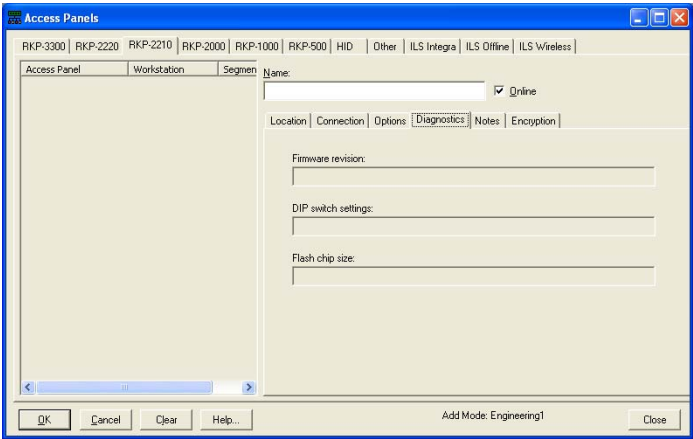 Access Panels
RKP-3300 RKP-2220 RKP-2210 RKP-2000 RKP-1000 RKP-500 HID Other ILS Integra ILS Offline ILS Wireless
Access Panel Workstation Segmen
Name:
Online
Location Connection Options Diagnostics Notes Encryption
Firmware revision:
DIP switch settings:
Flash chip size:
OK Cancel Clear Help... Add Mode: Engineering1 Close